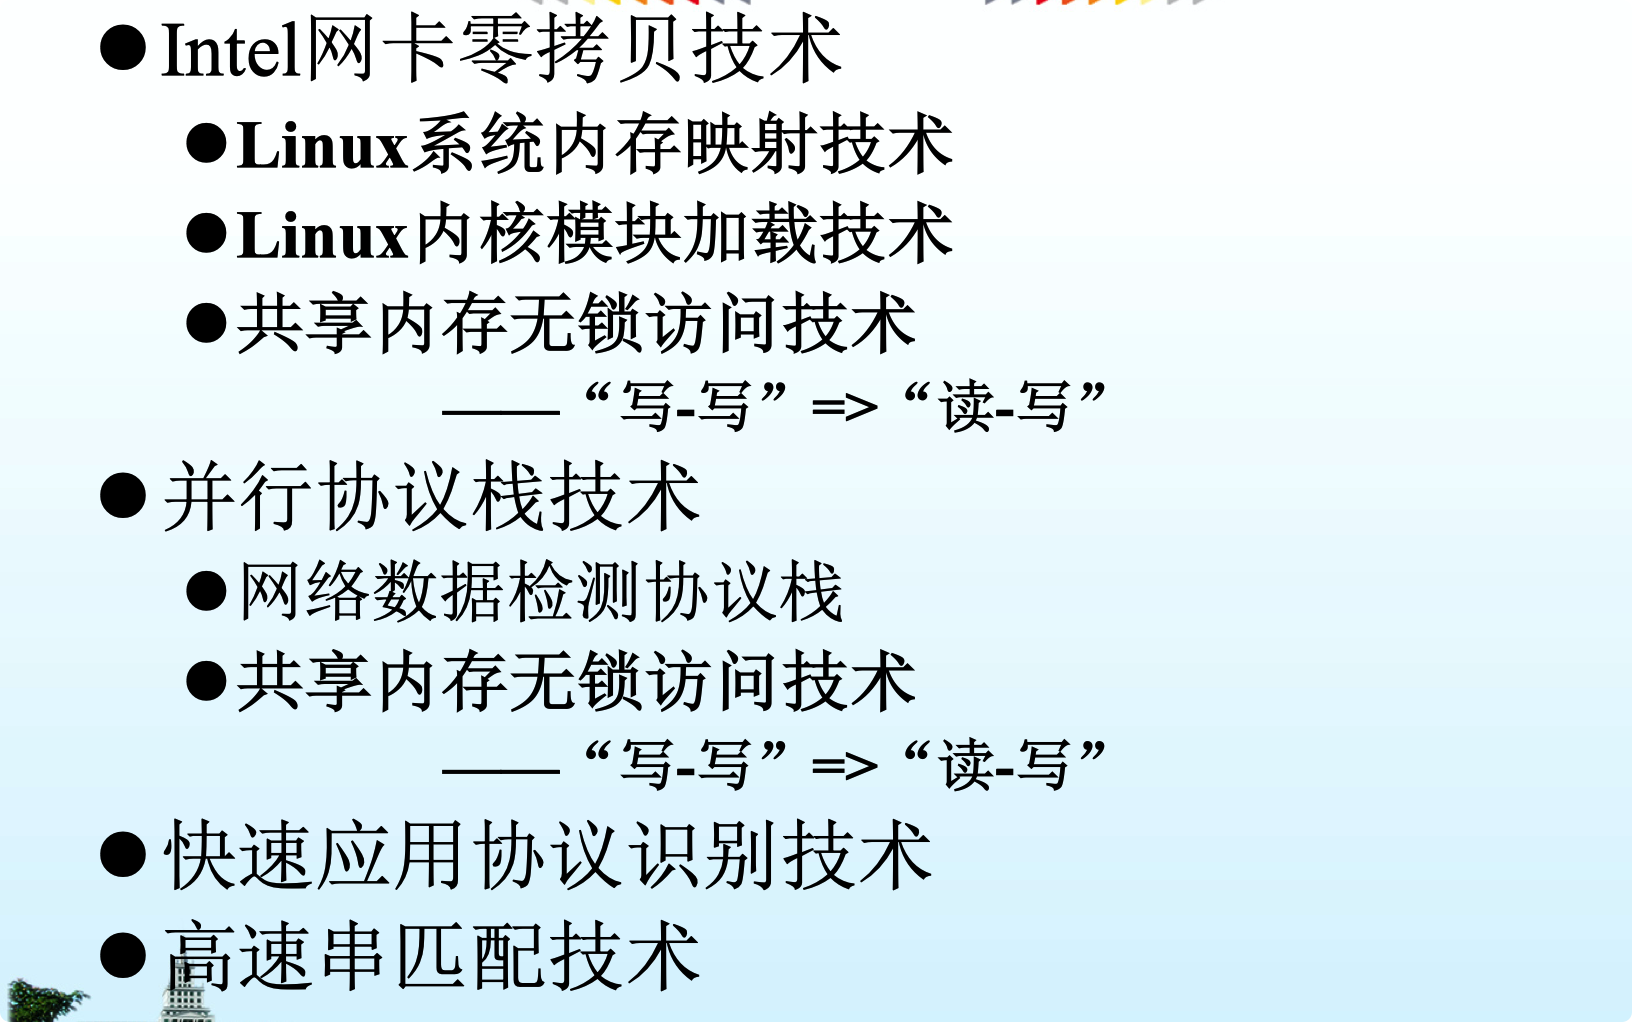 ●Intel网卡零拷贝技术
●Linux系统内存映射技术
●Linux内核模块加载技术
●共享内存无锁访问技术
——“写-写”=>“读-写”
●并行协议栈技术
●网络数据检测协议栈
●共享内存无锁访问技术
——“写-写”=>“读-写”
●快速应用协议识别技术
●高速串匹配技术